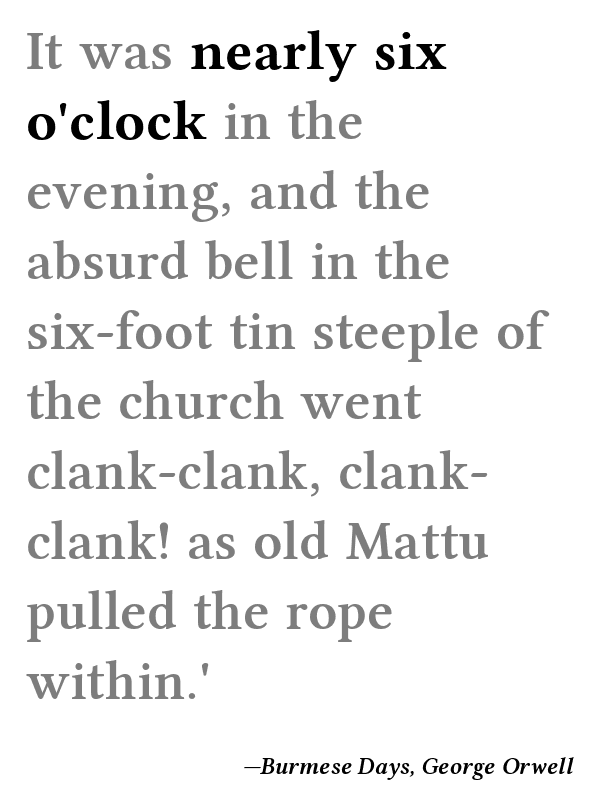 It was nearly six
o'clock in the
evening, and the
absurd bell in the
six-foot tin steeple of
the church went
clank-clank, clank-
clank! as old Mattu
pulled the rope
within.'
—Burmese Days, George Orwell